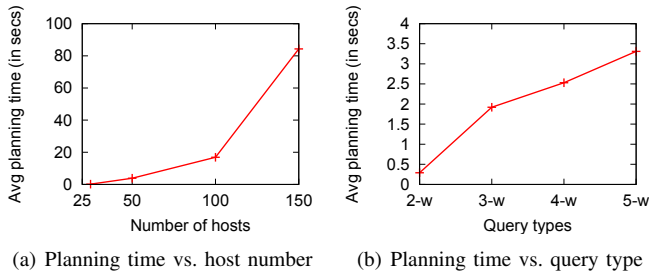 Avg planning time (in secs)
100
80
60
40
20
0
25
50
100
150
Number of hosts
(a) Planning time vs. host number
Avg planning time (in secs)
4
3.5
3
2.5
2
1.5
1
0.5
0
2-w
3-w
4-w
5-w
Query types
(b) Planning time vs. query type